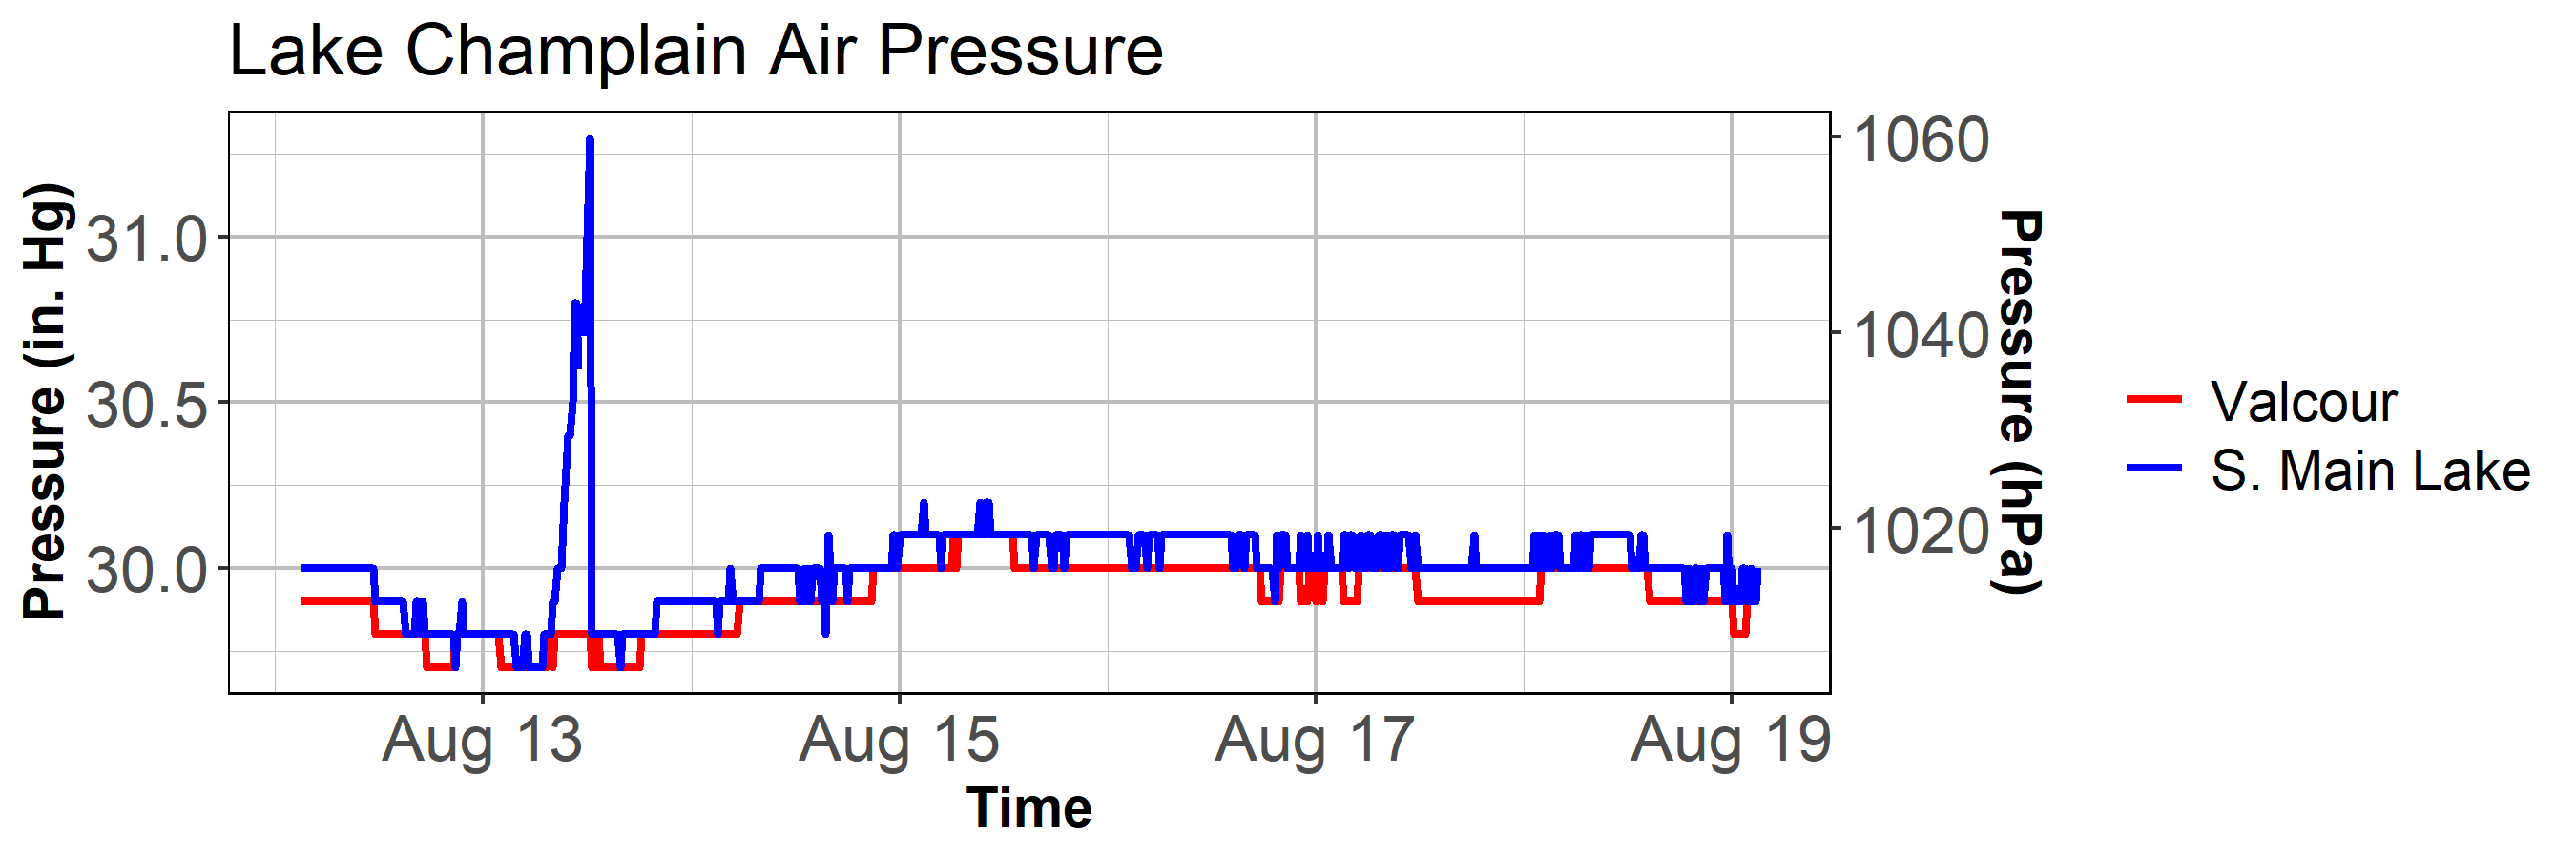 Lake Champlain Air Pressure
Pressure (in. Hg)
31.0
30.5
30.0
1060
1040
1020
Pressure (hPa)
Aug 13
Aug 15
Aug 17
Aug 19
Time
Valcour
S. Main Lake